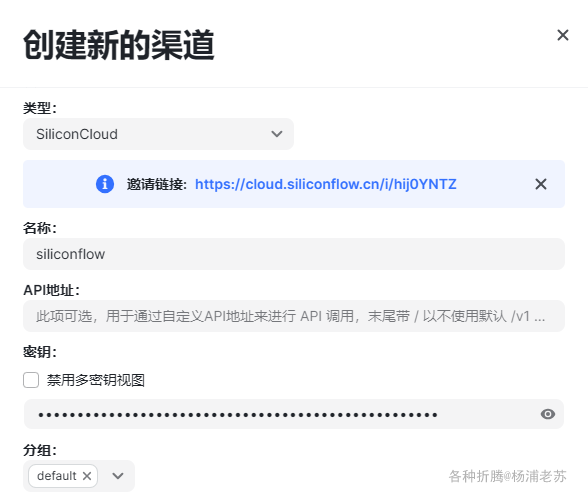 创建新的渠道
类型：
SiliconCloud
邀请链接: https://cloud.siliconflow.cn/i/hij0YNTZ
名称：
siliconflow
API地址：
此项可选，用于通过自定义API地址来进行 API 调用，末尾带 / 以不使用默认 /v1 ...
密钥：
禁用多密钥视图
••••••••••••••••••••••••••••••••••••••••••••••••••••
分组：
default
各种折腾@杨浦老苏